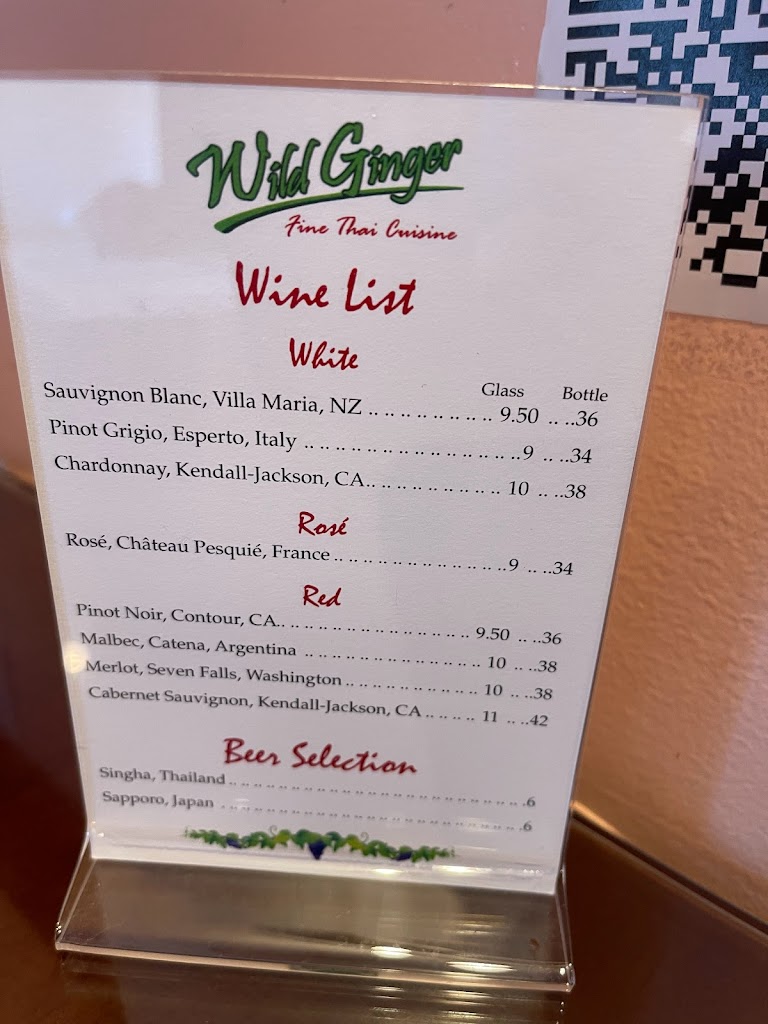 Wild Ginger
Fine Thai Cuisine
Wine List
White
Glass Bottle
Sauvignon Blanc, Villa Maria, NZ .. .. .. .. .. .. .. .. .. 9.50 .. ..36
Pinot Grigio, Esperto, Italy .. .. .. .. .. .. .. .. .. .. .. .. .. .. ..9 .. ..34
Chardonnay, Kendall-Jackson, CA.. .. .. .. .. .. .. .. .. .. 10 .. ..38
Rosé
Rosé, Château Pesquié, France .. .. .. .. .. .. .. .. .. .. .. ..9 .. ..34
Red
Pinot Noir, Contour, CA.. .. .. .. .. .. .. .. .. .. .. .. .. .. 9.50 .. ..36
Malbec, Catena, Argentina .. .. .. .. .. .. .. .. .. .. .. .. .. 10 .. ..38
Merlot, Seven Falls, Washington .. .. .. .. .. .. .. .. .. .. 10 .. ..38
Cabernet Sauvignon, Kendall-Jackson, CA .. .. .. .. 11 .. ..42
Beer Selection
Singha, Thailand .. .. .. .. .. .. .. .. .. .. .. .. .. .. .. .. .. .. .. .. .6
Sapporo, Japan .. .. .. .. .. .. .. .. .. .. .. .. .. .. .. .. .. .. .. .. .6